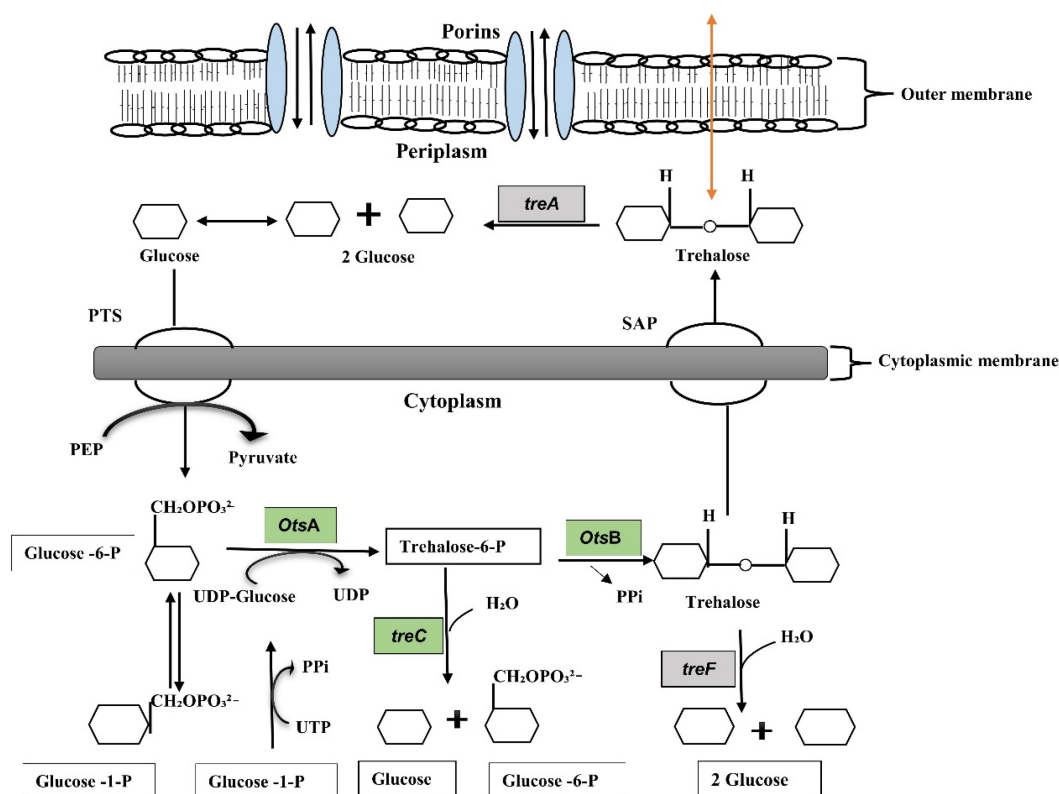 Porins
Outer membrane
Periplasm
H H
treA
Glucose
2 Glucose
Trehalose
PTS
SAP
Cytoplasmic membrane
Cytoplasm
PEP
Pyruvate
CH₂OPO₃²⁻
OtsA
OtsB
H H
Glucose -6-P
Trehalose-6-P
UDP-Glucose
UDP
PPi
Trehalose
H₂O
treC
H₂O
treF
PPi
CH₂OPO₃²⁻
CH₂OPO₃²⁻
UTP
Glucose -1-P
Glucose -1-P
Glucose
Glucose -6-P
2 Glucose